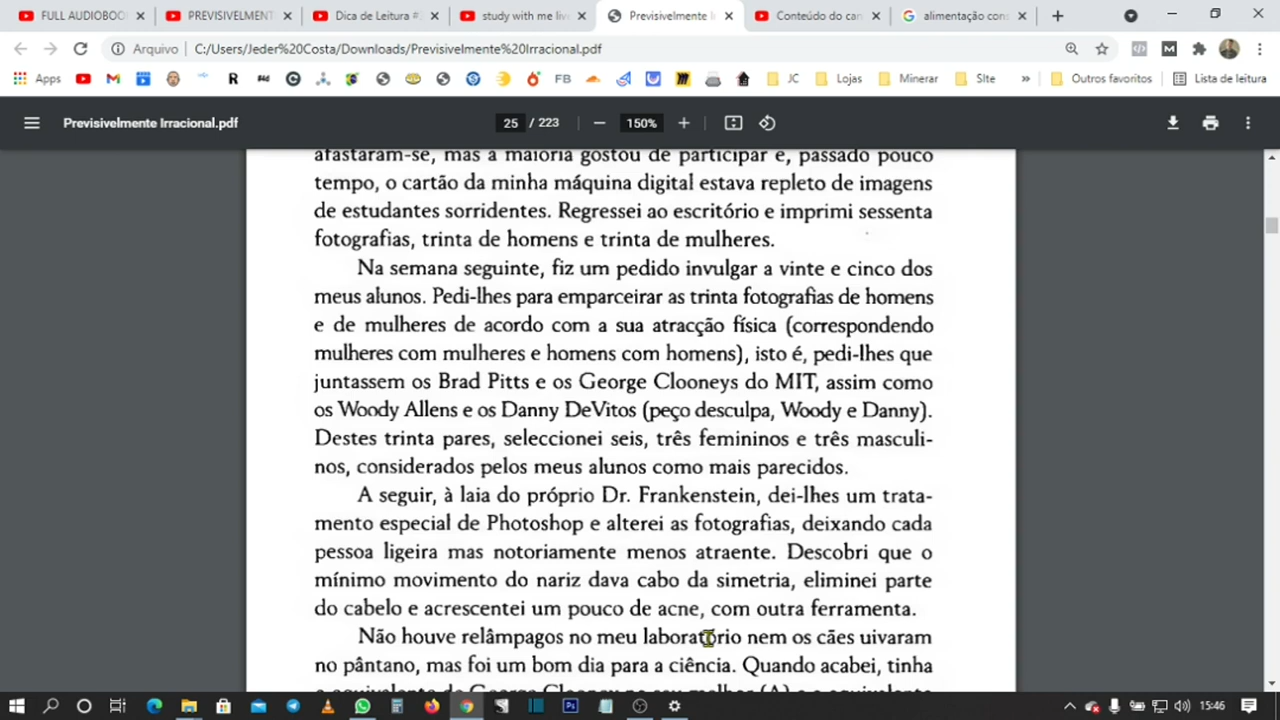 FULL AUDIOBOO
PREVISIVELMENT
Dica de Leitura #
study with me liv
Previsivelmente I
Conteúdo do car
alimentação cons
Arquivo
C:/Users/Jeder%20Costa/Downloads/Previsivelmente%20Irracional.pdf
Apps
FB
JC
Lojas
Minerar
SIte
Outros favoritos
Lista de leitura
Previsivelmente Irracional.pdf
25 / 223
150%
afastaram-se, mas a maioria gostou de participar e, passado pouco
tempo, o cartão da minha máquina digital estava repleto de imagens
de estudantes sorridentes. Regressei ao escritório e imprimi sessenta
fotografias, trinta de homens e trinta de mulheres.
Na semana seguinte, fiz um pedido invulgar a vinte e cinco dos
meus alunos. Pedi-lhes para emparceirar as trinta fotografias de homens
e de mulheres de acordo com a sua atracção física (correspondendo
mulheres com mulheres e homens com homens), isto é, pedi-lhes que
juntassem os Brad Pitts e os George Clooneys do MIT, assim como
os Woody Allens e os Danny DeVitos (peço desculpa, Woody e Danny).
Destes trinta pares, seleccionei seis, três femininos e três masculi-
nos, considerados pelos meus alunos como mais parecidos.
A seguir, à laia do próprio Dr. Frankenstein, dei-lhes um trata-
mento especial de Photoshop e alterei as fotografias, deixando cada
pessoa ligeira mas notoriamente menos atraente. Descobri que o
mínimo movimento do nariz dava cabo da simetria, eliminei parte
do cabelo e acrescentei um pouco de acne, com outra ferramenta.
Não houve relâmpagos no meu laboratório nem os cães uivaram
no pântano, mas foi um bom dia para a ciência. Quando acabei, tinha
o equivalente do George Clooney no seu melhor (A) e o equivalente
15:46